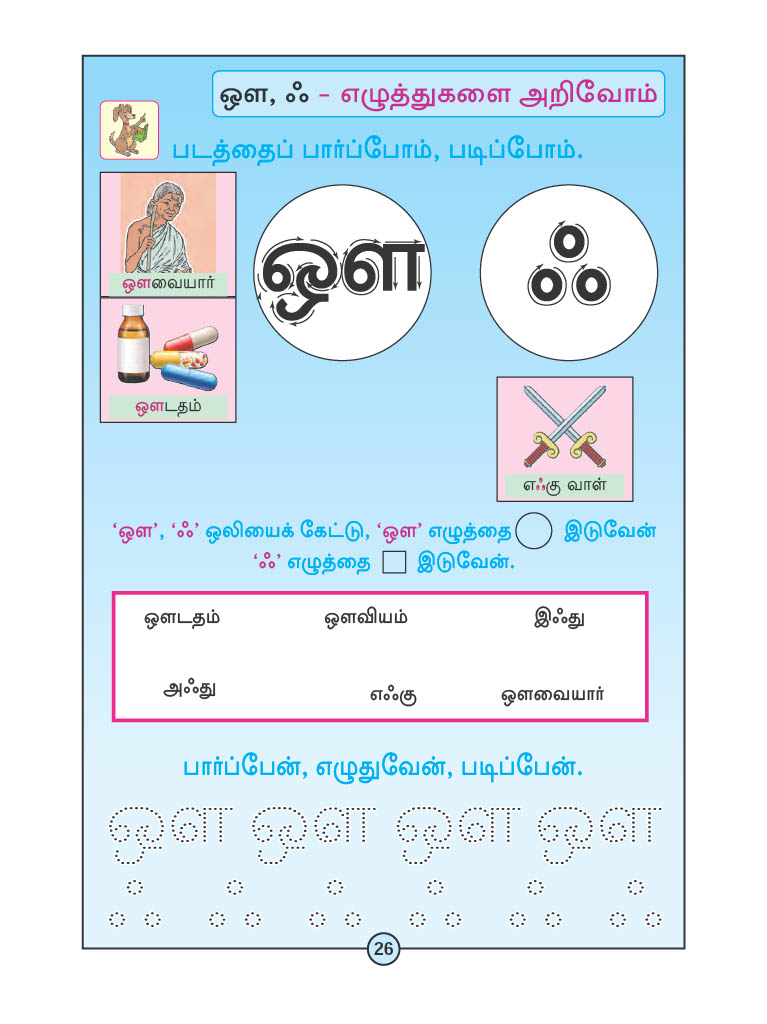 ஔ, ஃ – எழுத்துகளை அறிவோம்
படத்தைப் பார்ப்போம், படிப்போம்.
ஔவையார்
ஔ
ஃ
ஔடதம்
எஃகு வாள்
‘ஔ’, ‘ஃ’ ஒலியைக் கேட்டு, ‘ஔ’ எழுத்தை இடுவேன்
‘ஃ’ எழுத்தை இடுவேன்.
ஔடதம் ஔவியம் இஃது
அஃது எஃகு ஔவையார்
பார்ப்பேன், எழுதுவேன், படிப்பேன்.
ஔ ஔ ஔ ஔ
ஃ ஃ ஃ ஃ ஃ ஃ
26